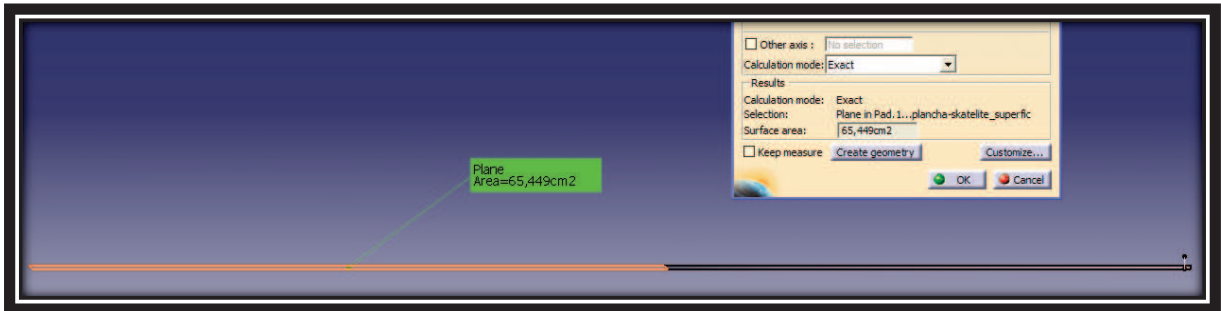 Other axis : No selection
Calculation mode: Exact
Results
Calculation mode: Exact
Selection: Plane in Pad.1...plancha-skatelite_superfic
Surface area: 65,449cm2
Keep measure Create geometry Customize...
OK Cancel
Plane
Area=65,449cm2